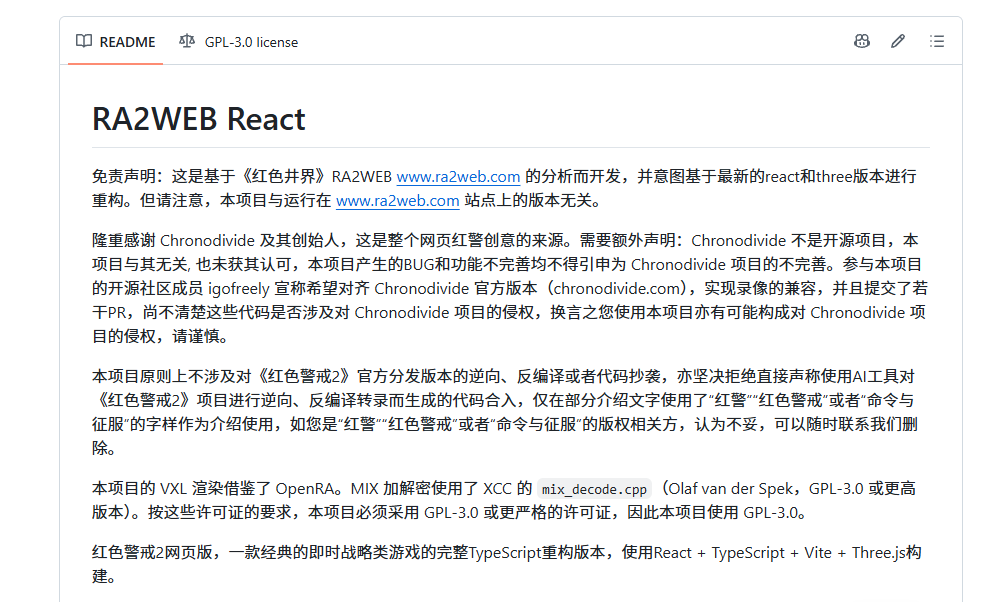 README
GPL-3.0 license
RA2WEB React
免责声明：这是基于《红色井界》RA2WEB www.ra2web.com 的分析而开发，并意图基于最新的react和three版本进行
重构。但请注意，本项目与运行在 www.ra2web.com 站点上的版本无关。
隆重感谢 Chronodivide 及其创始人，这是整个网页红警创意的来源。需要额外声明：Chronodivide 不是开源项目，本
项目与其无关, 也未获其认可，本项目产生的BUG和功能不完善均不得引申为 Chronodivide 项目的不完善。参与本项目
的开源社区成员 igofreely 宣称希望对齐 Chronodivide 官方版本（chronodivide.com），实现录像的兼容，并且提交了若
干PR，尚不清楚这些代码是否涉及对 Chronodivide 项目的侵权，换言之您使用本项目亦有可能构成对 Chronodivide 项
目的侵权，请谨慎。
本项目原则上不涉及对《红色警戒2》官方分发版本的逆向、反编译或者代码抄袭，亦坚决拒绝直接声称使用AI工具对
《红色警戒2》项目进行逆向、反编译转录而生成的代码合入，仅在部分介绍文字使用了“红警”“红色警戒”或者“命令与
征服”的字样作为介绍使用，如您是“红警”“红色警戒”或者“命令与征服”的版权相关方，认为不妥，可以随时联系我们删
除。
本项目的 VXL 渲染借鉴了 OpenRA。MIX 加解密使用了 XCC 的 mix_decode.cpp（Olaf van der Spek，GPL-3.0 或更高
版本）。按这些许可证的要求，本项目必须采用 GPL-3.0 或更严格的许可证，因此本项目使用 GPL-3.0。
红色警戒2网页版，一款经典的即时战略类游戏的完整TypeScript重构版本，使用React + TypeScript + Vite + Three.js构
建。